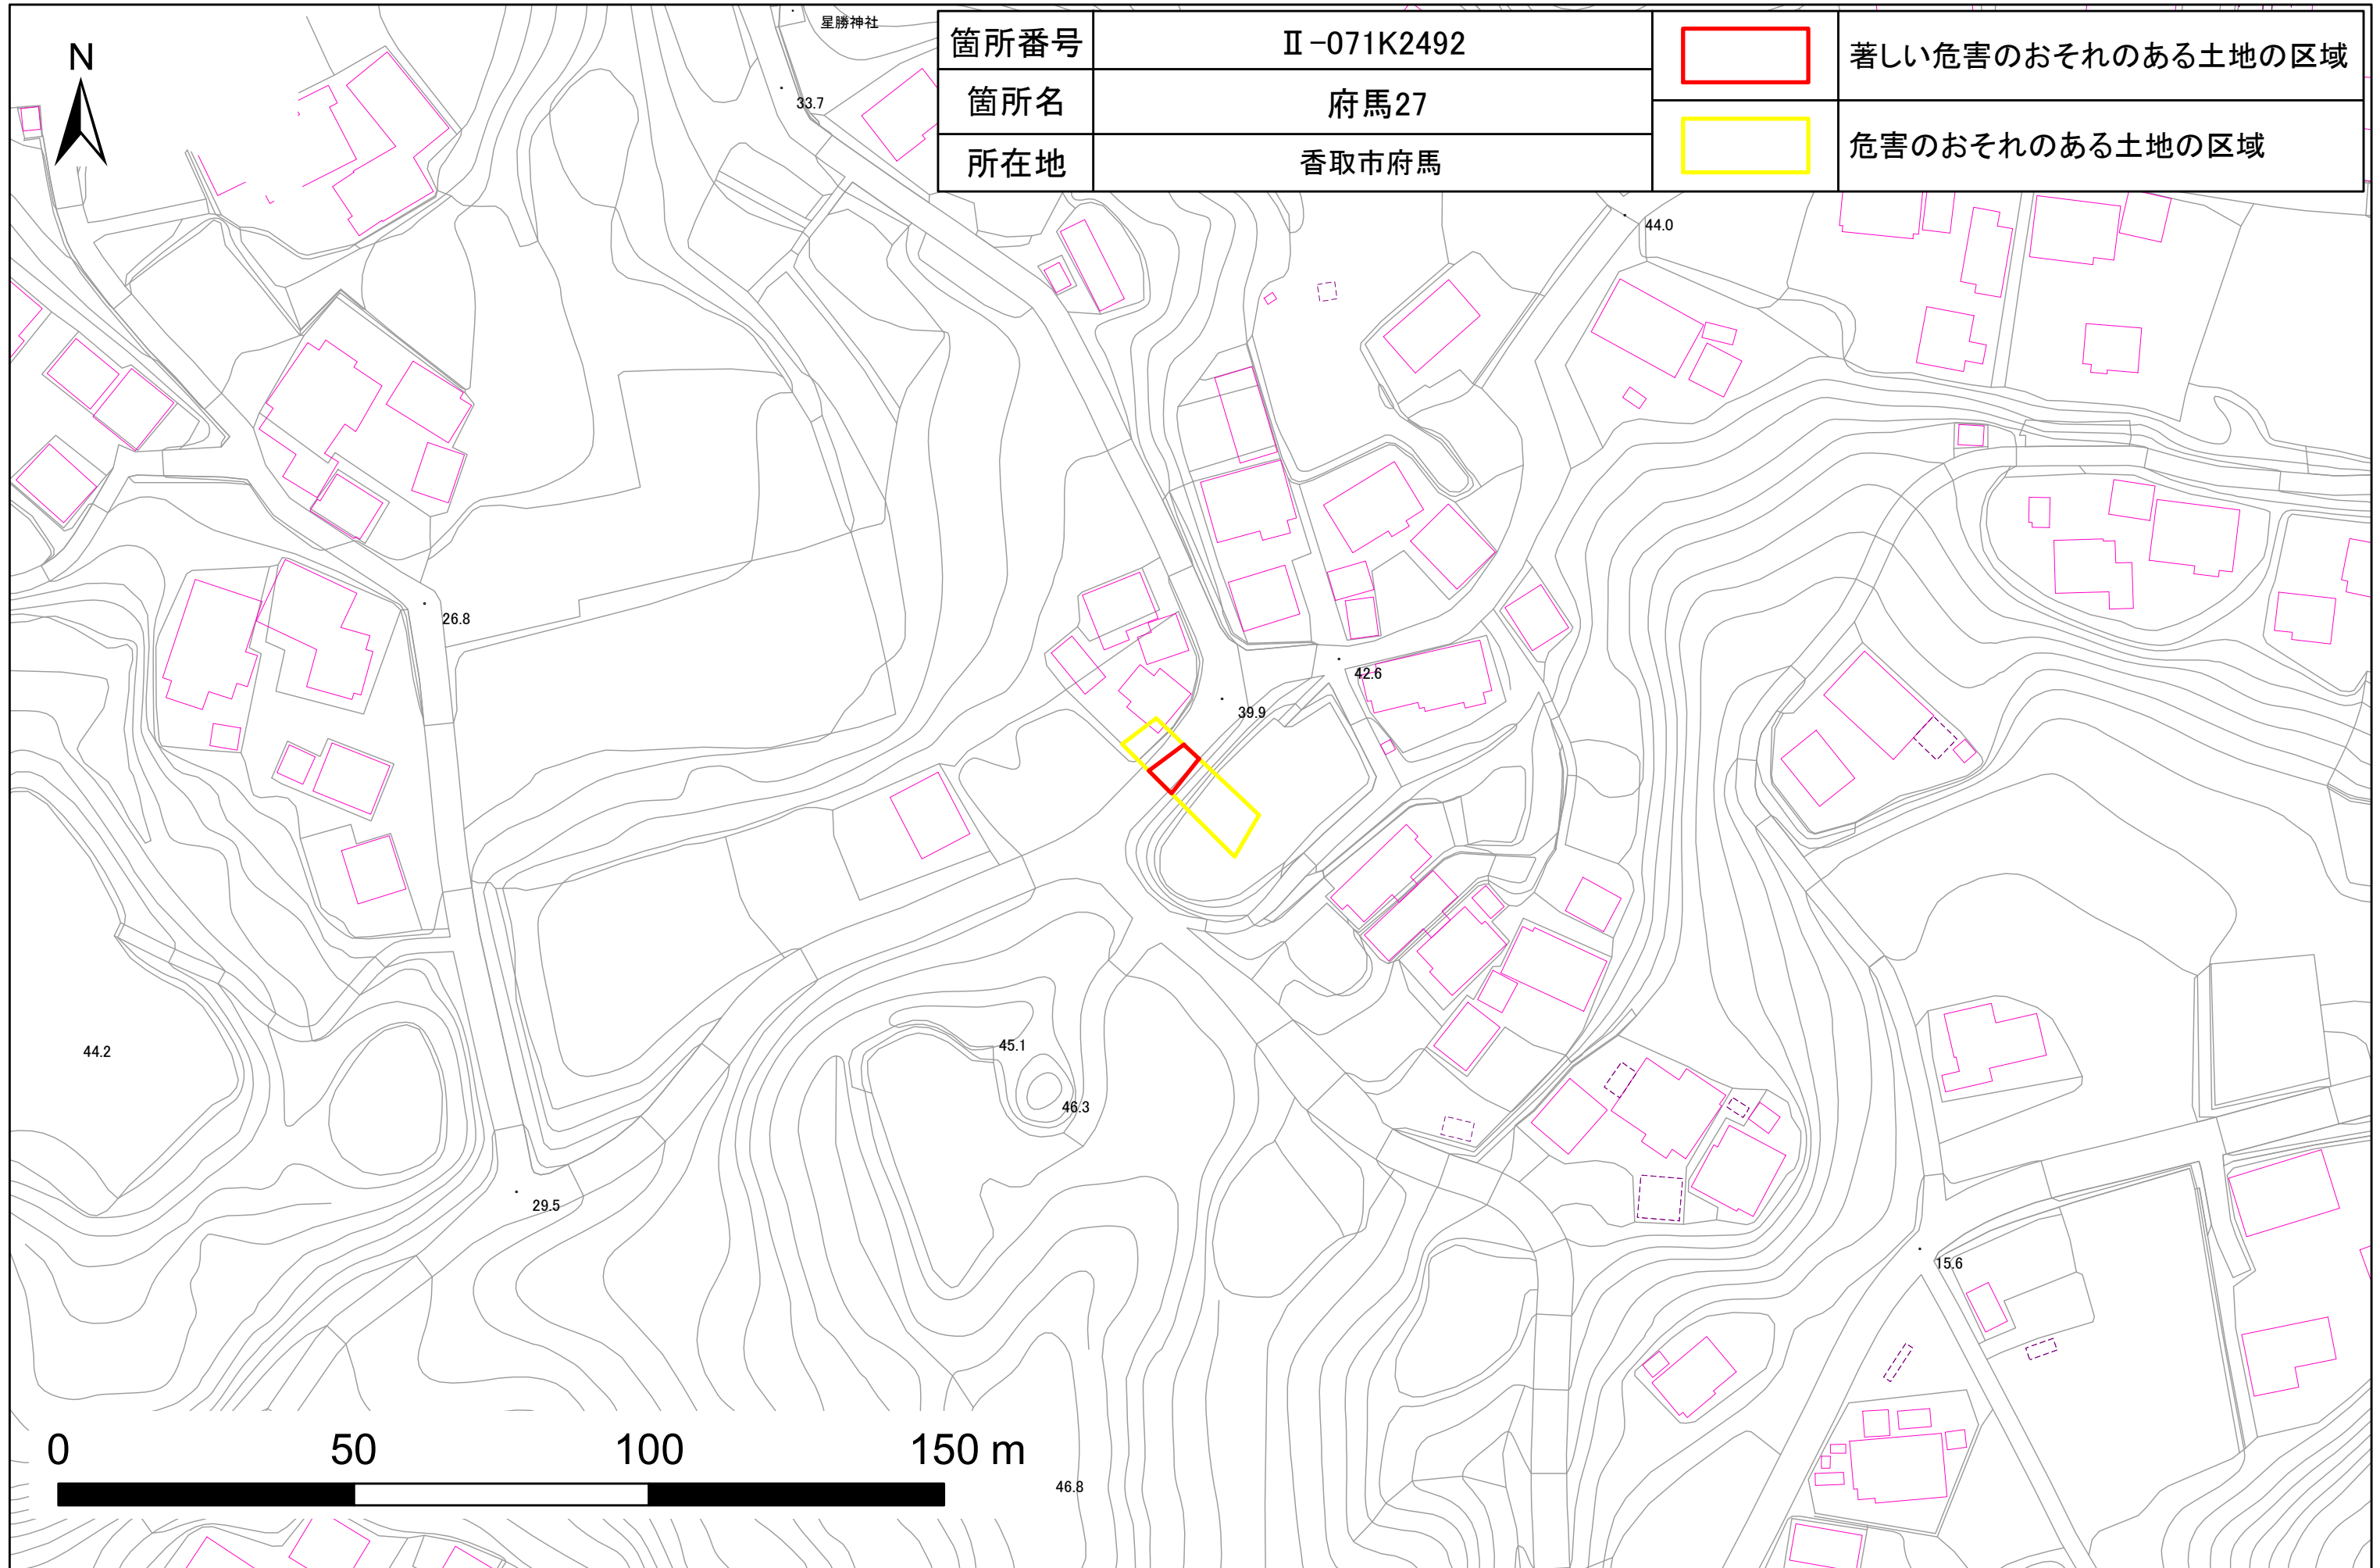 星勝神社
N
箇所番号 Ⅱ-071K2492
箇所名 府馬27
所在地 香取市府馬
著しい危害のおそれのある土地の区域
危害のおそれのある土地の区域
33.7
44.0
26.8
42.6
39.9
44.2
45.1
46.3
29.5
15.6
46.8
0 50 100 150 m